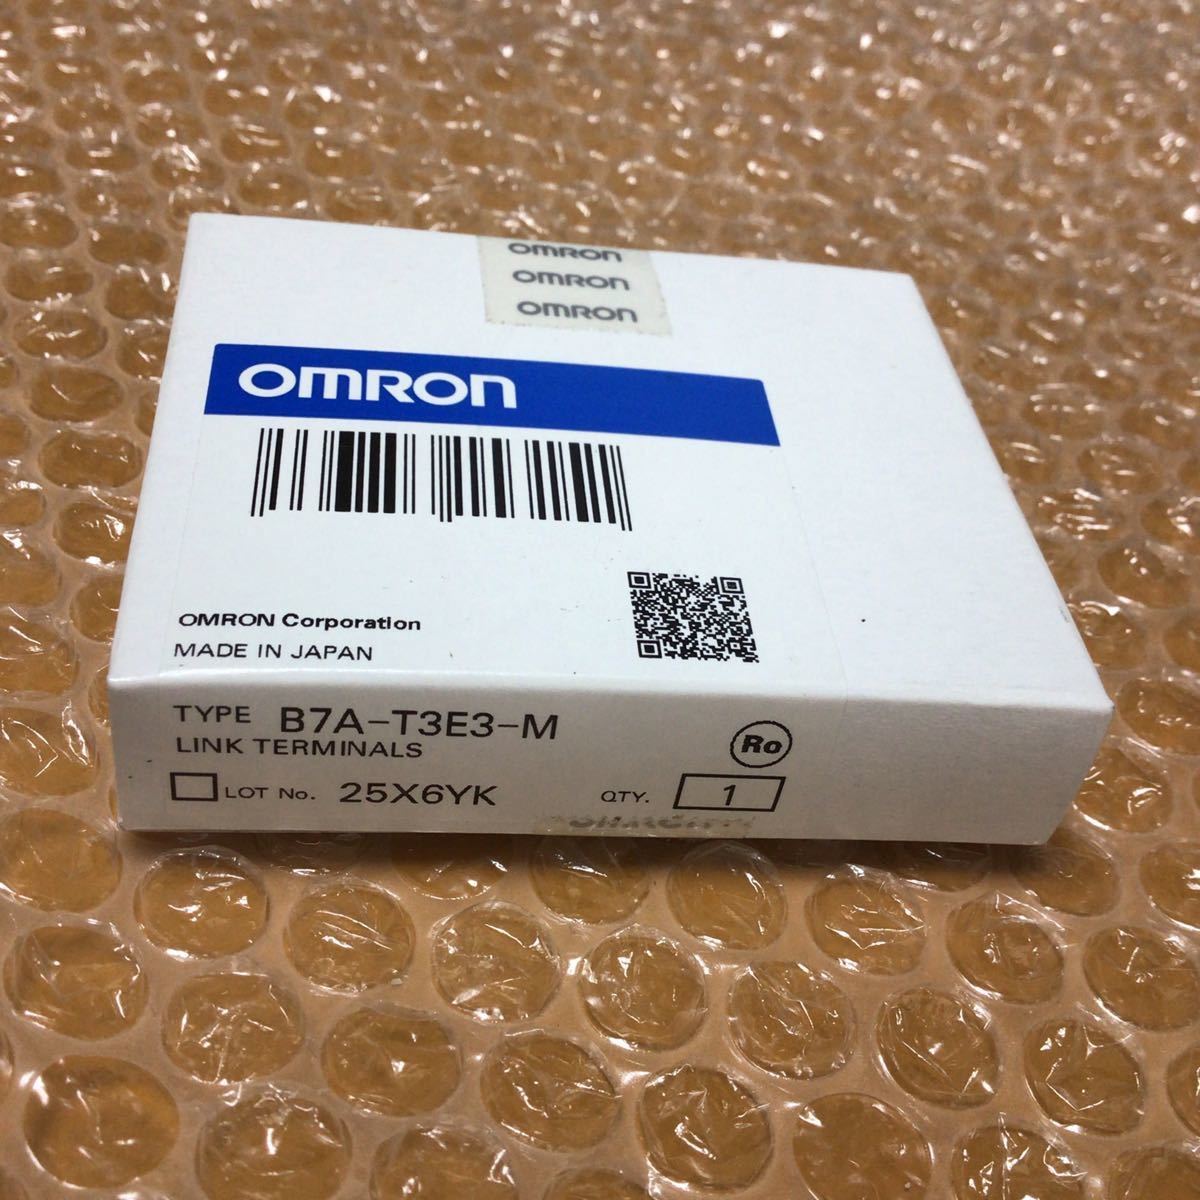 OMRON
OMRON
OMRON
OMRON
OMRON Corporation
MADE IN JAPAN
TYPE B7A-T3E3-M
LINK TERMINALS
Ro
LOT No. 25X6YK
QTY. 1